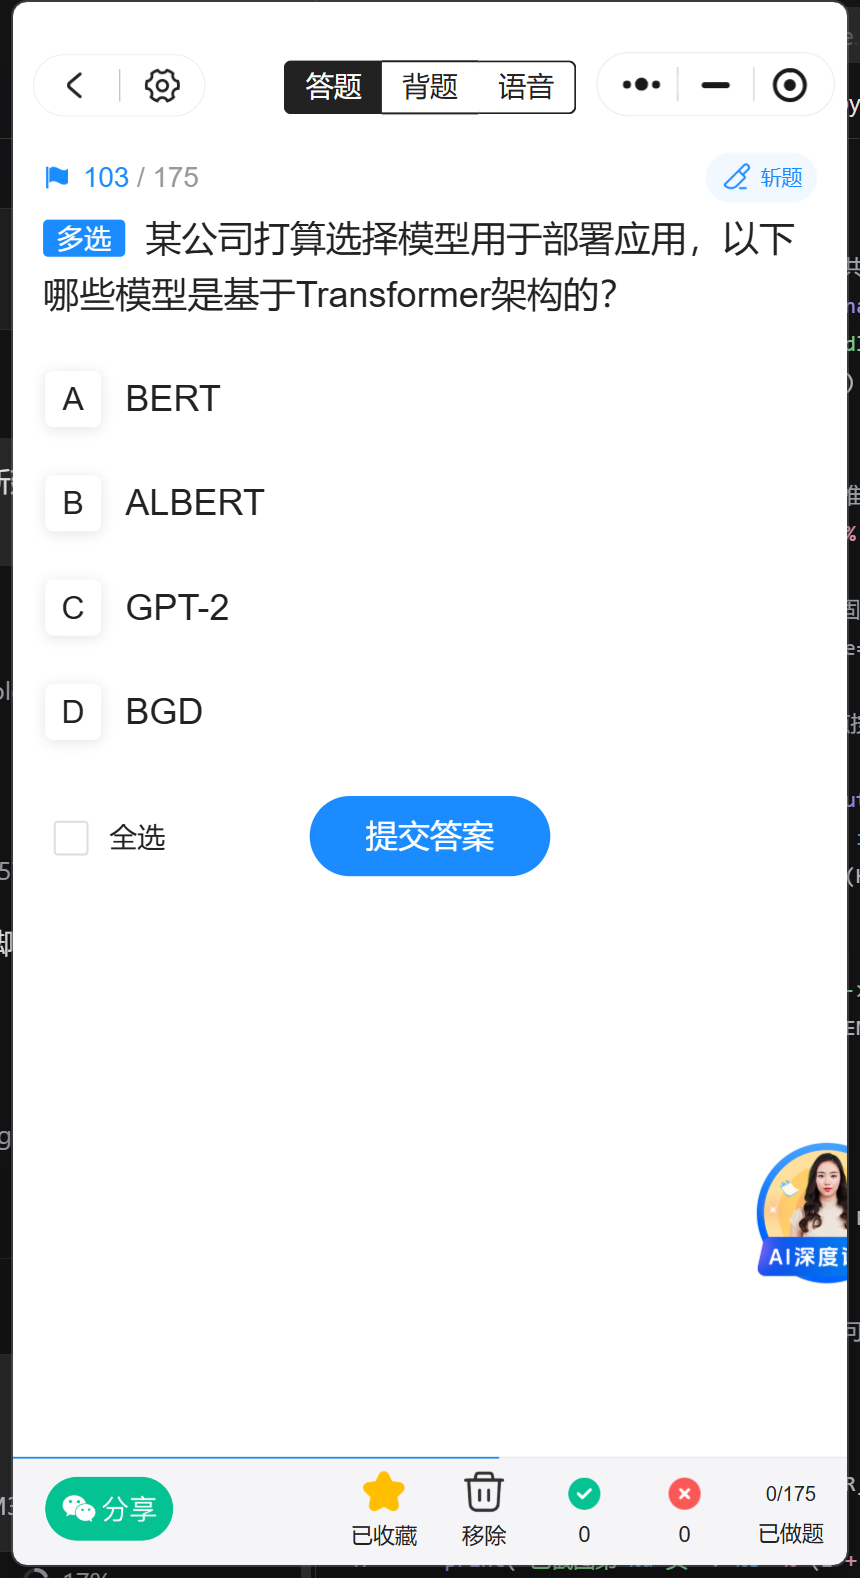 答题 背题 语音
103 / 175
斩题
多选 某公司打算选择模型用于部署应用，以下
哪些模型是基于Transformer架构的？
A BERT
B ALBERT
C GPT-2
D BGD
全选
提交答案
AI深度
分享
已收藏
移除
0
0
0/175
已做题
17%